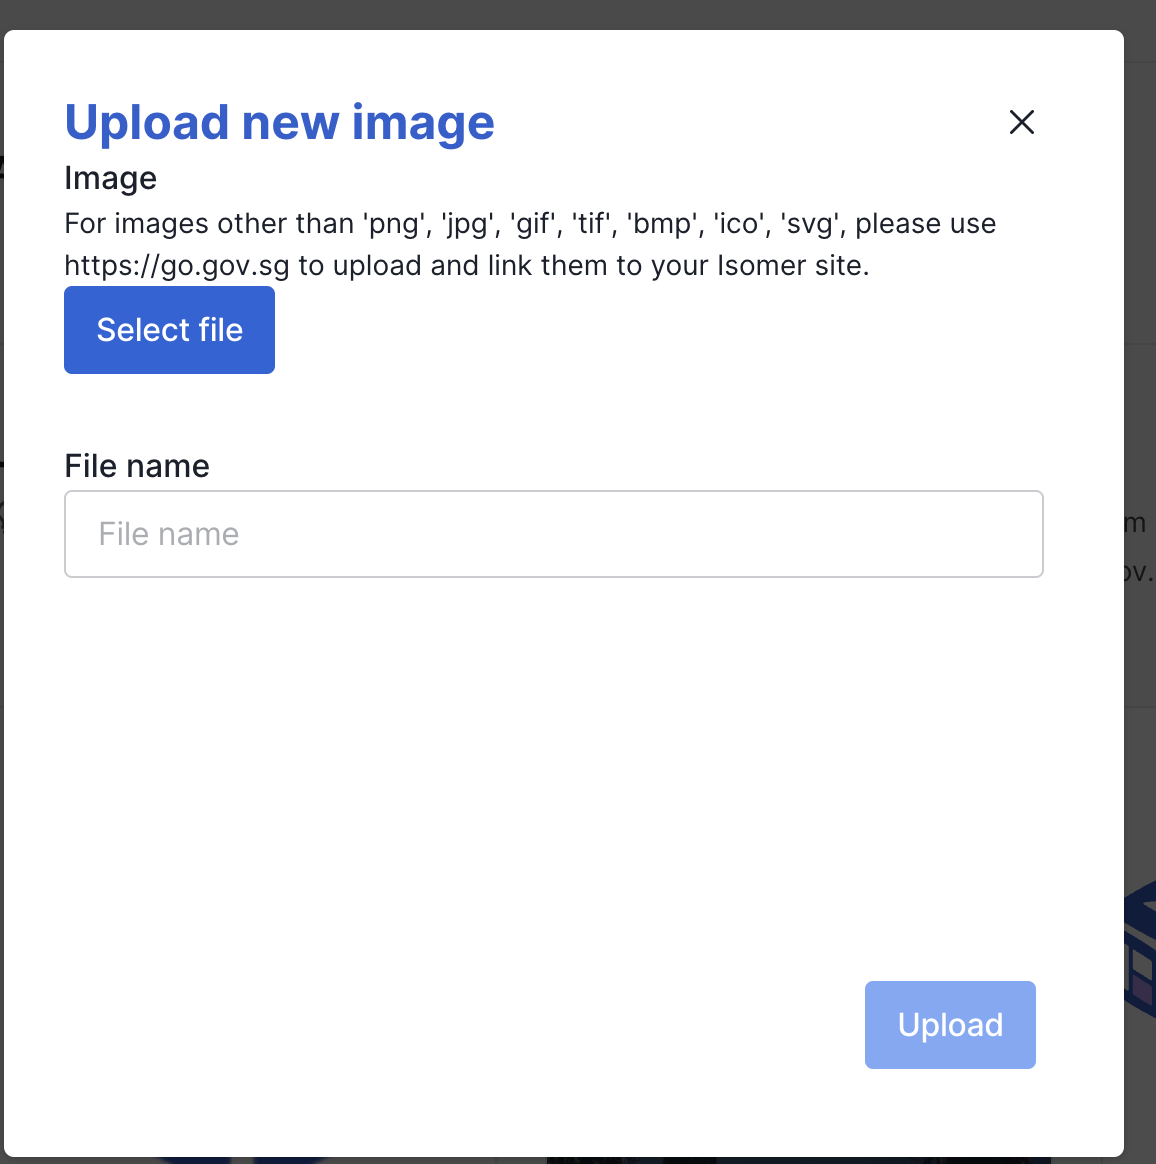 Upload new image
Image
For images other than 'png', 'jpg', 'gif', 'tif', 'bmp', 'ico', 'svg', please use
https://go.gov.sg to upload and link them to your Isomer site.
Select file
File name
File name
Upload